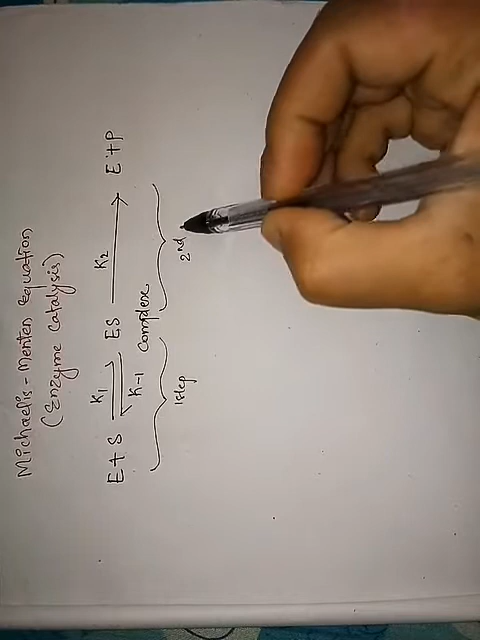 Michaelis-Menten equation
(Enzyme catalysis)
E + S ⇌ ES ⟶ E + P
K1 K2
K-1 Complex
1step 2nd